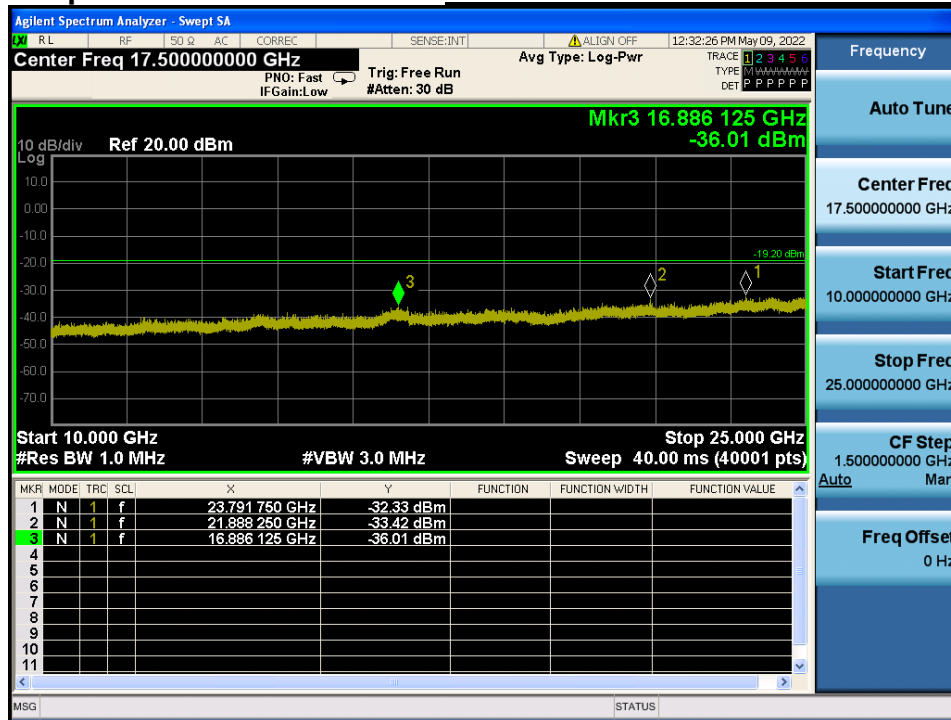 Agilent Spectrum Analyzer - Swept SA
LXI RL RF 50 Ω AC CORREC SENSE:INT ALIGN OFF 12:32:26 PM May 09, 2022
Center Freq 17.500000000 GHz
PNO: Fast
IFGain:Low
Trig: Free Run
#Atten: 30 dB
Avg Type: Log-Pwr
TRACE 1 2 3 4 5 6
TYPE M
DET P P P P P P
Mkr3 16.886 125 GHz
-36.01 dBm
10 dB/div
Log
Ref 20.00 dBm
10.0
0.00
-10.0
-20.0
-30.0
-40.0
-50.0
-60.0
-70.0
-19.20 dBm
3
2
1
Start 10.000 GHz
Stop 25.000 GHz
#Res BW 1.0 MHz
#VBW 3.0 MHz
Sweep 40.00 ms (40001 pts)
MKR MODE TRC SCL X Y FUNCTION FUNCTION WIDTH FUNCTION VALUE
1 N 1 f 23.791 750 GHz -32.33 dBm
2 N 1 f 21.888 250 GHz -33.42 dBm
3 N 1 f 16.886 125 GHz -36.01 dBm
4
5
6
7
8
9
10
11
MSG
STATUS
Frequency
Auto Tune
Center Freq
17.500000000 GHz
Start Freq
10.000000000 GHz
Stop Freq
25.000000000 GHz
CF Step
1.500000000 GHz
Auto Man
Freq Offset
0 Hz